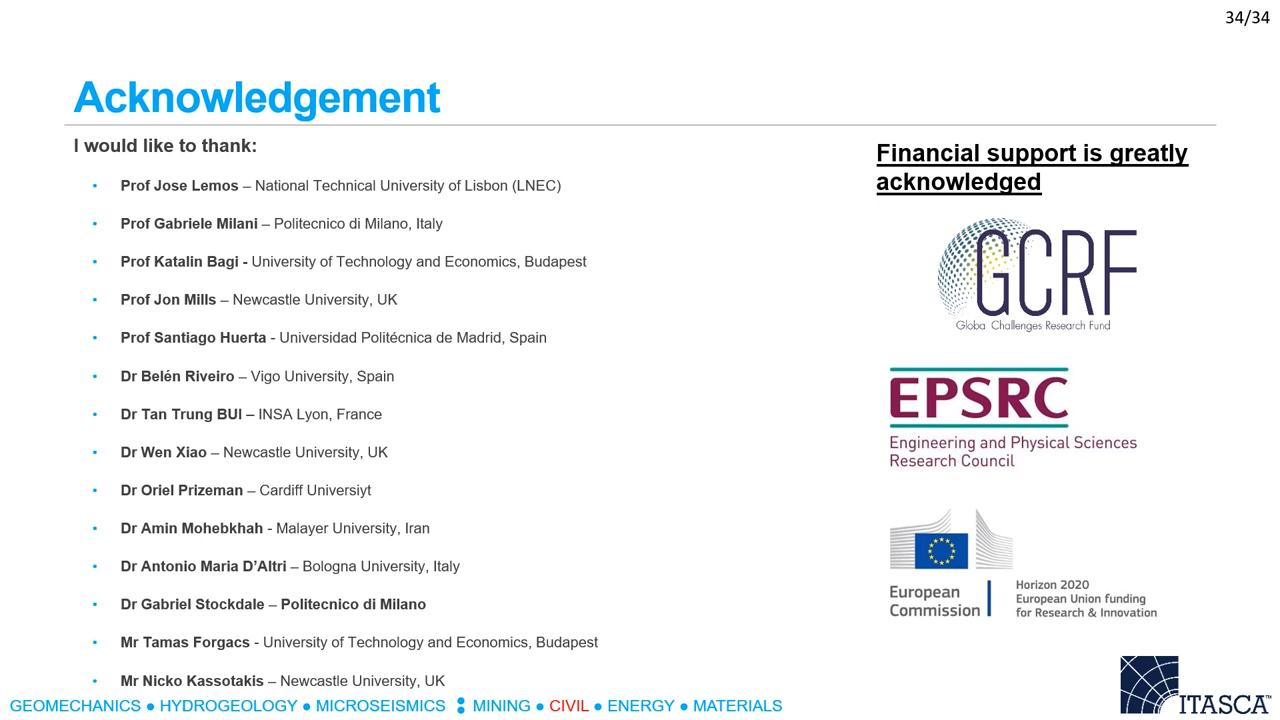 34/34
Acknowledgement
I would like to thank:
• Prof Jose Lemos – National Technical University of Lisbon (LNEC)
• Prof Gabriele Milani – Politecnico di Milano, Italy
• Prof Katalin Bagi - University of Technology and Economics, Budapest
• Prof Jon Mills – Newcastle University, UK
• Prof Santiago Huerta - Universidad Politécnica de Madrid, Spain
• Dr Belén Riveiro – Vigo University, Spain
• Dr Tan Trung BUI – INSA Lyon, France
• Dr Wen Xiao – Newcastle University, UK
• Dr Oriel Prizeman – Cardiff Universiyt
• Dr Amin Mohebkhah - Malayer University, Iran
• Dr Antonio Maria D’Altri – Bologna University, Italy
• Dr Gabriel Stockdale – Politecnico di Milano
• Mr Tamas Forgacs - University of Technology and Economics, Budapest
• Mr Nicko Kassotakis – Newcastle University, UK
Financial support is greatly
acknowledged
GCRF
Globa Challenges Research Fund
EPSRC
Engineering and Physical Sciences
Research Council
European
Commission
Horizon 2020
European Union funding
for Research & Innovation
GEOMECHANICS ● HYDROGEOLOGY ● MICROSEISMICS : MINING ● CIVIL ● ENERGY ● MATERIALS
ITASCA™